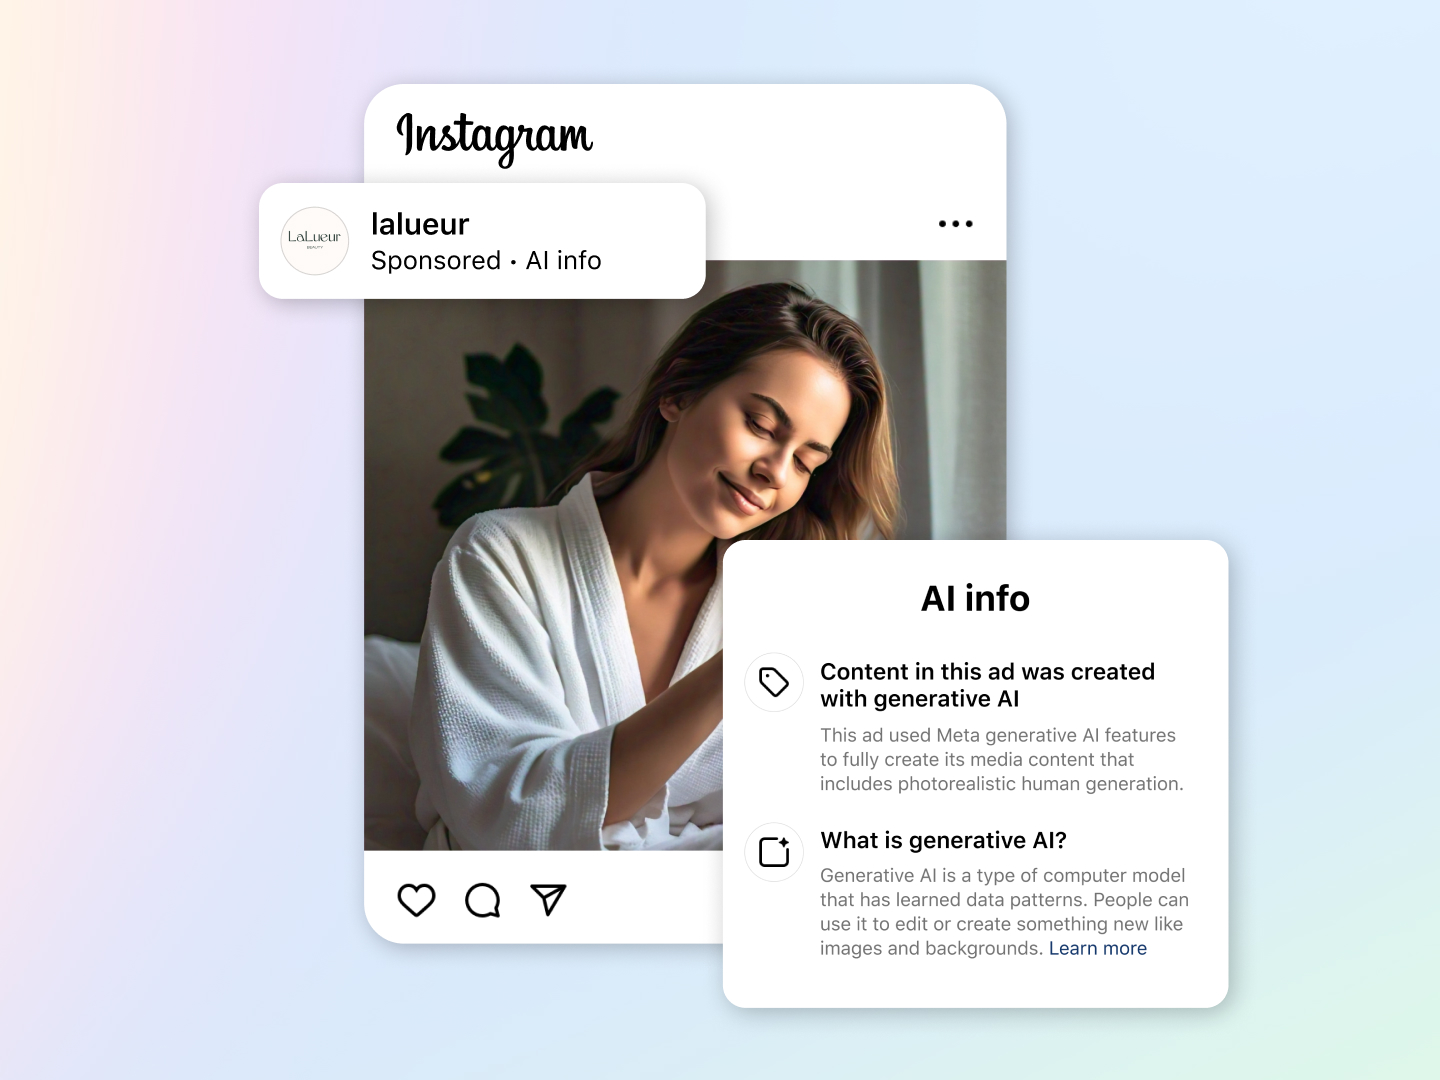 Instagram
LaLueur
BEAUTY
lalueur
Sponsored • AI info
AI info
Content in this ad was created
with generative AI
This ad used Meta generative AI features
to fully create its media content that
includes photorealistic human generation.
What is generative AI?
Generative AI is a type of computer model
that has learned data patterns. People can
use it to edit or create something new like
images and backgrounds. Learn more